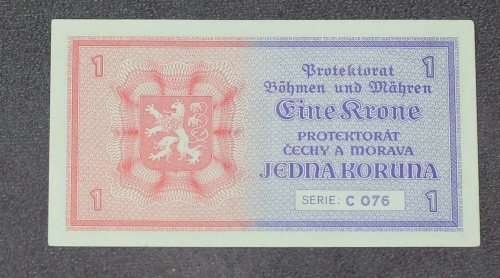 1
1
Protektorat
Böhmen und Mähren
Eine Krone
PROTEKTORÁT
ČECHY A MORAVA
JEDNA KORUNA
1
SERIE: C 076
1